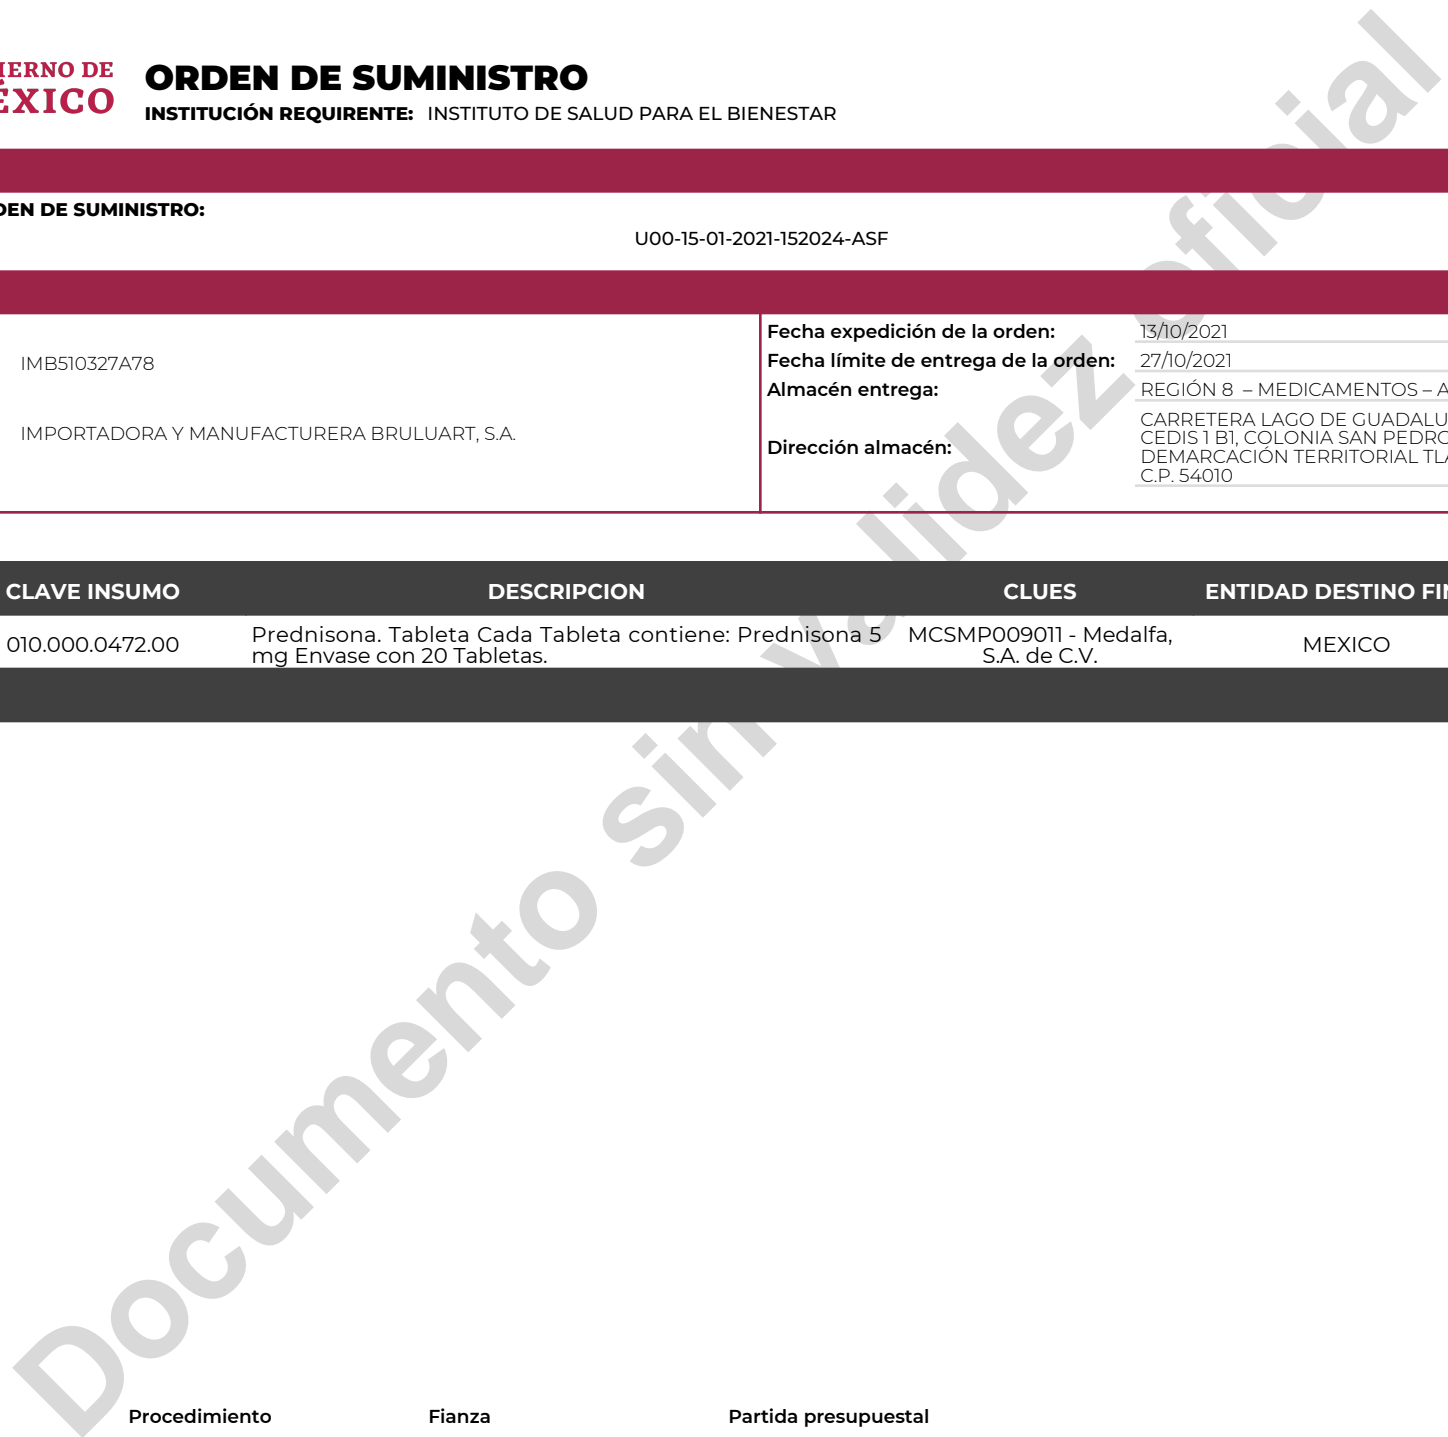 IERNO DE
ÉXICO
ORDEN DE SUMINISTRO
INSTITUCIÓN REQUIRENTE: INSTITUTO DE SALUD PARA EL BIENESTAR
DEN DE SUMINISTRO:
U00-15-01-2021-152024-ASF
IMB510327A78
IMPORTADORA Y MANUFACTURERA BRULUART, S.A.
Fecha expedición de la orden: 13/10/2021
Fecha límite de entrega de la orden: 27/10/2021
Almacén entrega: REGIÓN 8 – MEDICAMENTOS – A
Dirección almacén:
CARRETERA LAGO DE GUADALU
CEDIS 1 B1, COLONIA SAN PEDRO
DEMARCACIÓN TERRITORIAL TLA
C.P. 54010
CLAVE INSUMO DESCRIPCION CLUES ENTIDAD DESTINO FIN
010.000.0472.00
Prednisona. Tableta Cada Tableta contiene: Prednisona 5
mg Envase con 20 Tabletas.
MCSMP009011 - Medalfa,
S.A. de C.V.
MEXICO
Documento sin validez oficial
Procedimiento Fianza Partida presupuestal